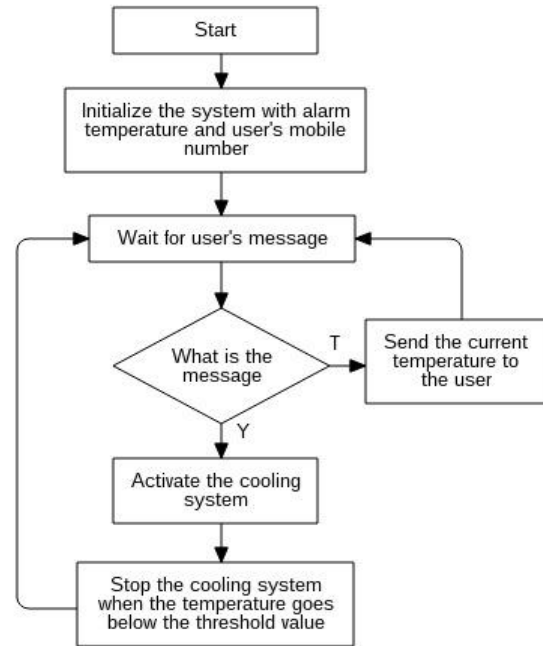 Start
Initialize the system with alarm
temperature and user's mobile
number
Wait for user's message
What is the
message
T
Send the current
temperature to
the user
Y
Activate the cooling
system
Stop the cooling system
when the temperature goes
below the threshold value